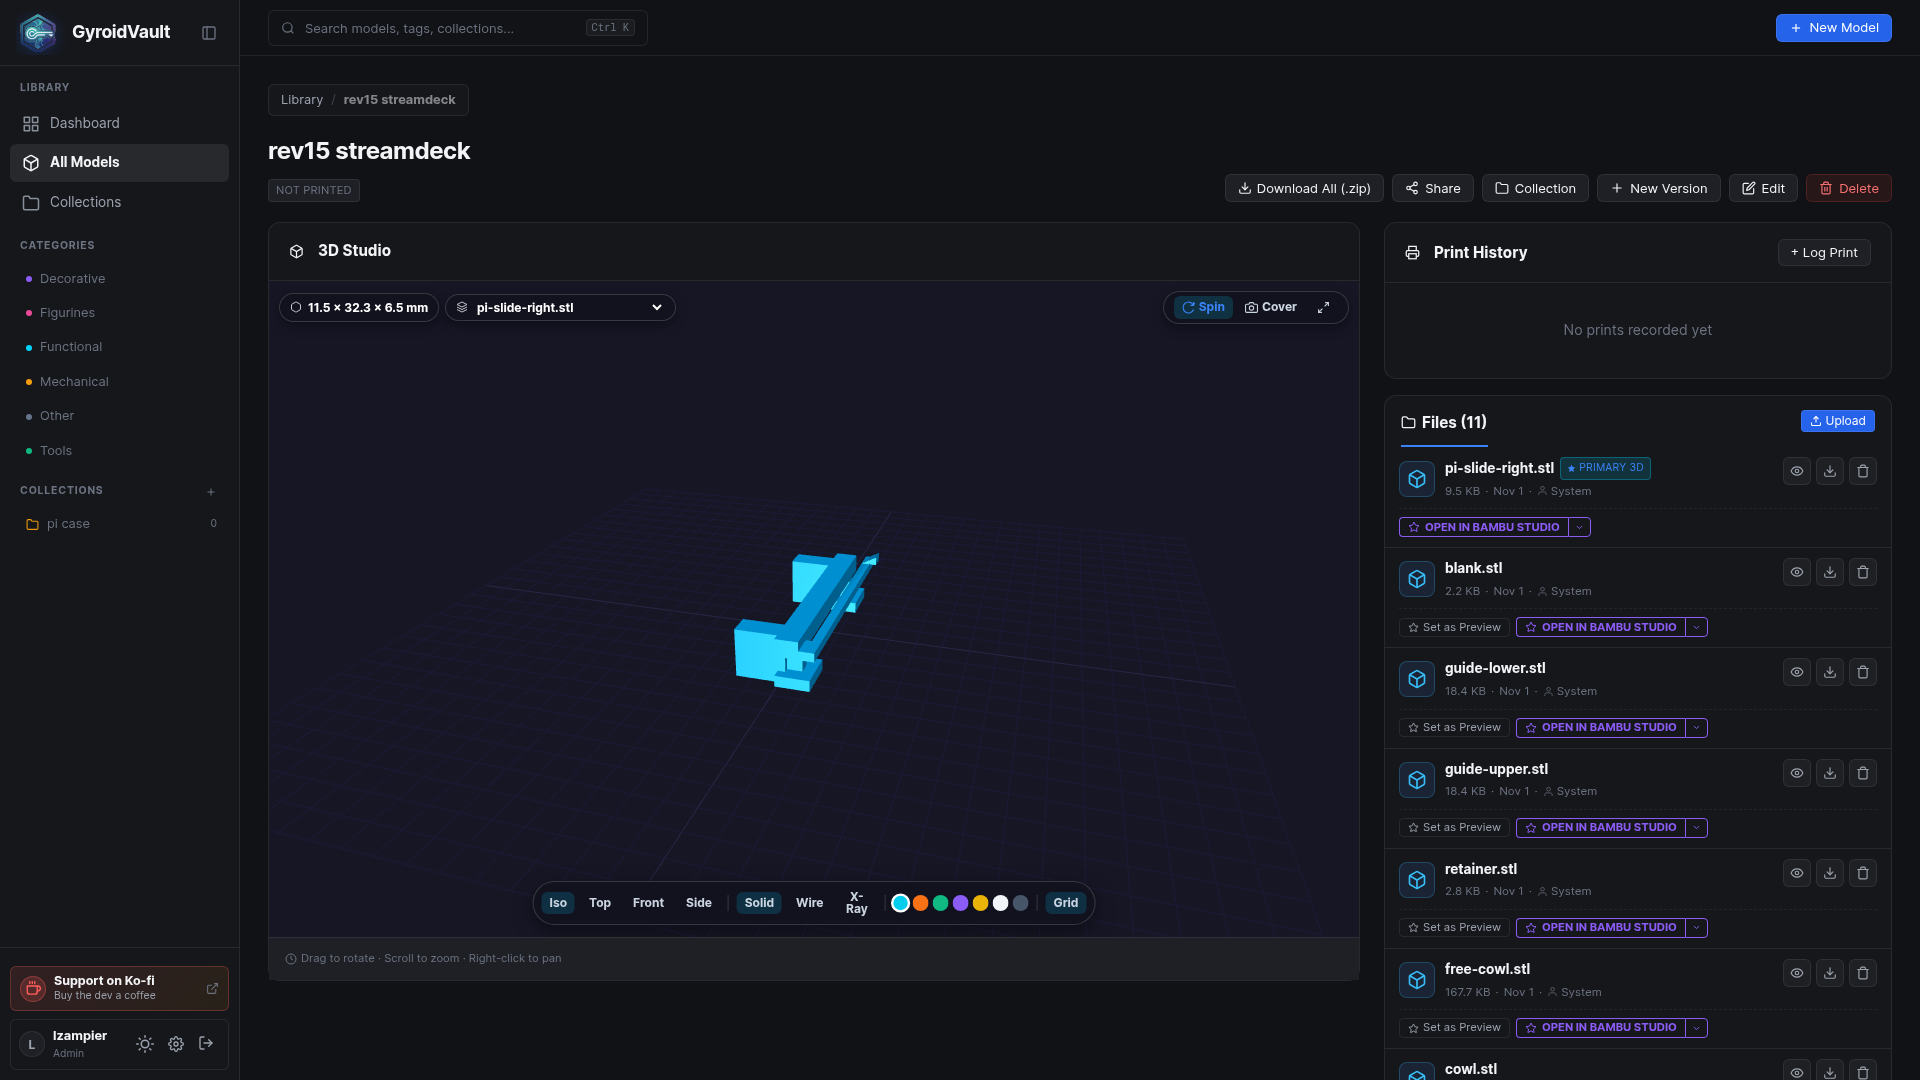 GyroidVault
Search models, tags, collections...
Ctrl K
+ New Model
LIBRARY
Dashboard
All Models
Collections
CATEGORIES
Decorative
Figurines
Functional
Mechanical
Other
Tools
COLLECTIONS +
pi case 0
Support on Ko-fi
Buy the dev a coffee
L
lzampier
Admin
Library / rev15 streamdeck
rev15 streamdeck
NOT PRINTED
Download All (.zip)
Share
Collection
+ New Version
Edit
Delete
3D Studio
11.5 × 32.3 × 6.5 mm
pi-slide-right.stl
Spin
Cover
Iso
Top
Front
Side
Solid
Wire
X-
Ray
Grid
Drag to rotate · Scroll to zoom · Right-click to pan
Print History
+ Log Print
No prints recorded yet
Files (11)
Upload
pi-slide-right.stl
★ PRIMARY 3D
9.5 KB · Nov 1 · System
OPEN IN BAMBU STUDIO
blank.stl
2.2 KB · Nov 1 · System
Set as Preview
OPEN IN BAMBU STUDIO
guide-lower.stl
18.4 KB · Nov 1 · System
Set as Preview
OPEN IN BAMBU STUDIO
guide-upper.stl
18.4 KB · Nov 1 · System
Set as Preview
OPEN IN BAMBU STUDIO
retainer.stl
2.8 KB · Nov 1 · System
Set as Preview
OPEN IN BAMBU STUDIO
free-cowl.stl
167.7 KB · Nov 1 · System
Set as Preview
OPEN IN BAMBU STUDIO
cowl.stl